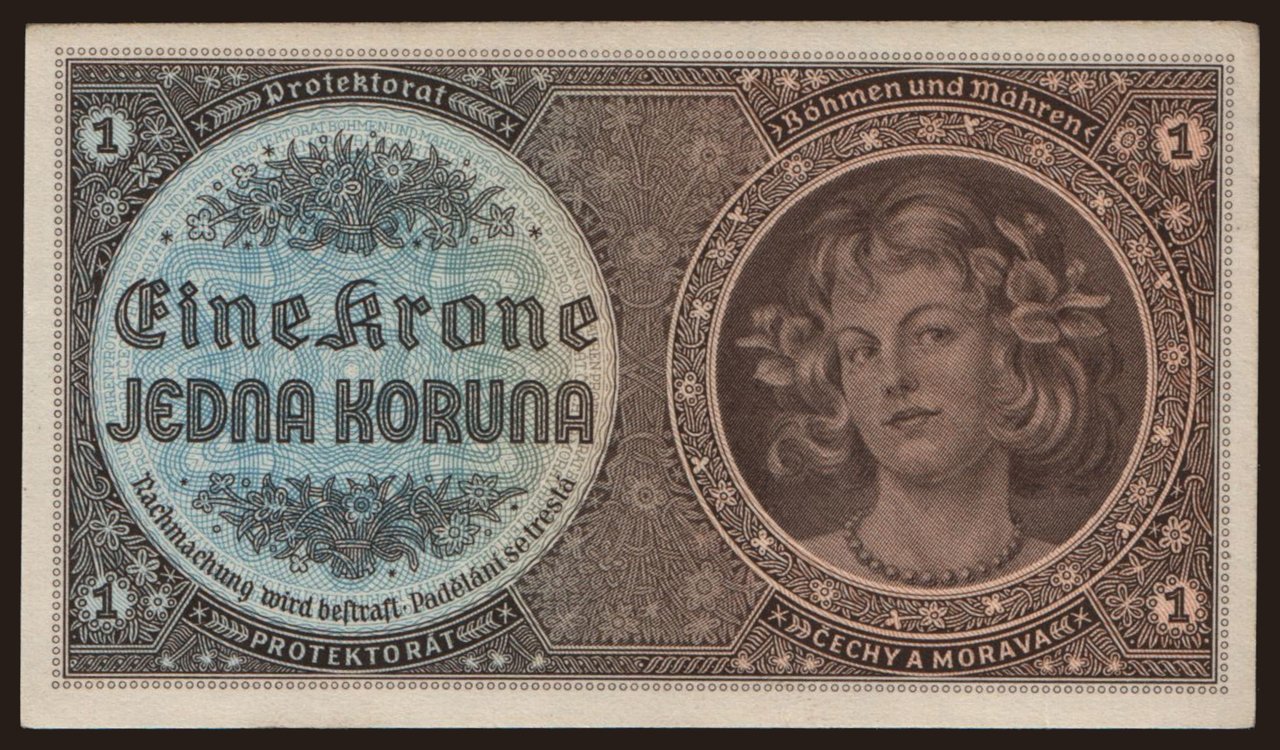 Protektorat
Böhmen und Mähren
1
1
Eine Krone
JEDNA KORUNA
Nachmachung wird bestraft. Padělání se trestá
1
1
PROTEKTORÁT
ČECHY A MORAVA